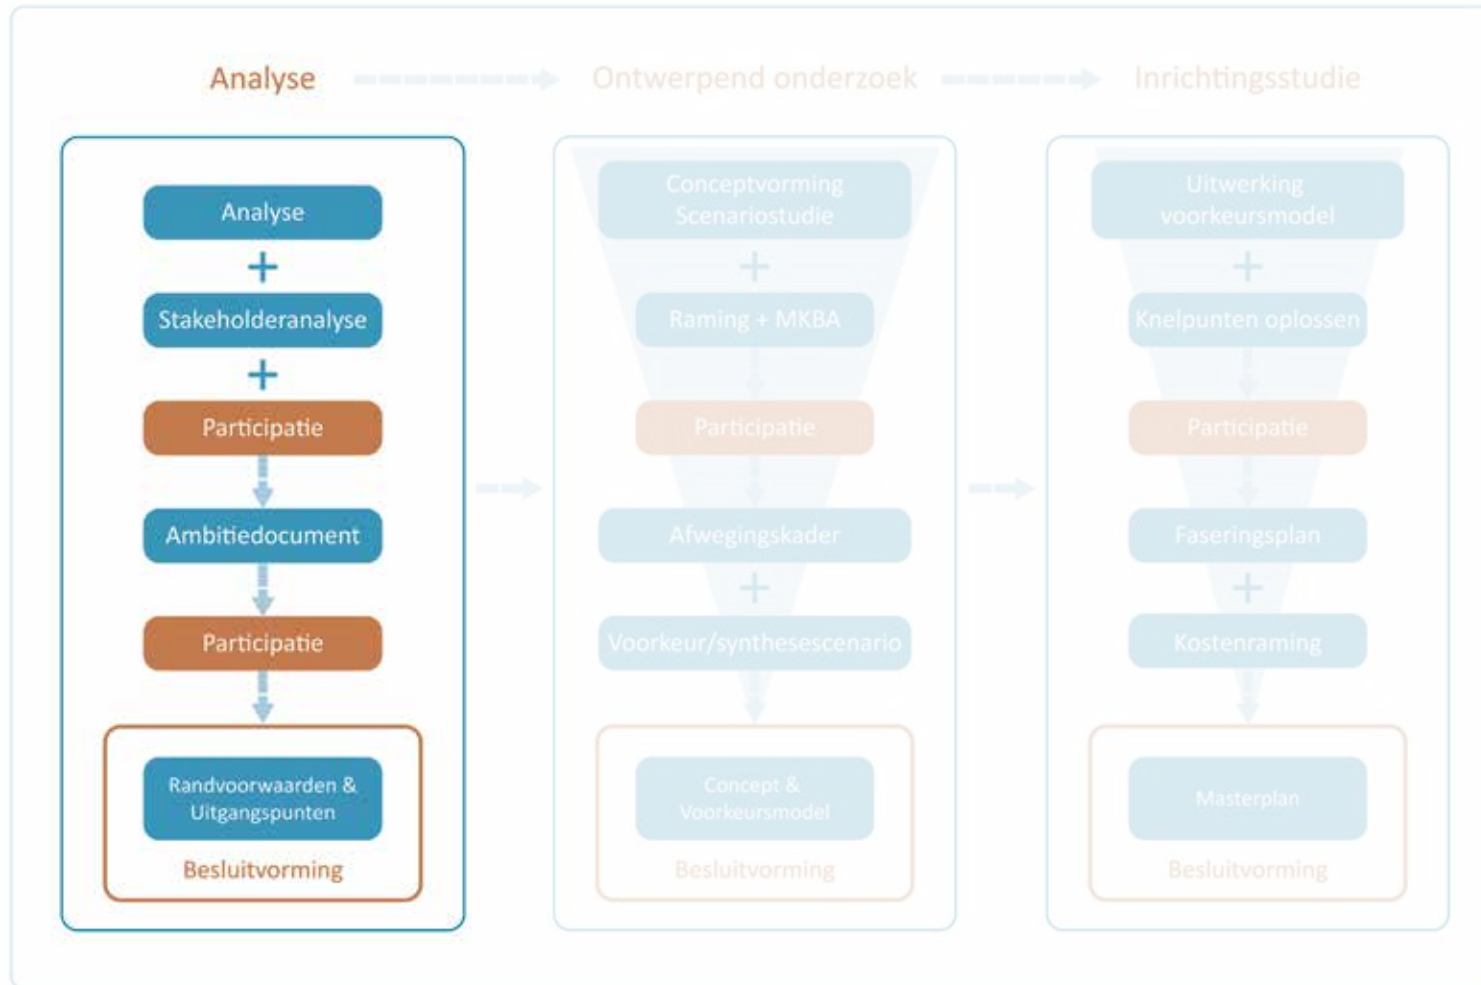 Analyse
Ontwerpend onderzoek
Inrichtingsstudie
Analyse
+
Stakeholderanalyse
+
Participatie
Ambitiedocument
Participatie
Randvoorwaarden &
Uitgangspunten
Besluitvorming
Conceptvorming
Scenariostudie
+
Raming + MKBA
Participatie
Afwegingskader
+
Voorkeur/synthesescenario
Concept &
Voorkeursmodel
Besluitvorming
Uitwerking
voorkeursmodel
+
Knelpunten oplossen
Participatie
Faseringsplan
+
Kostenraming
Masterplan
Besluitvorming